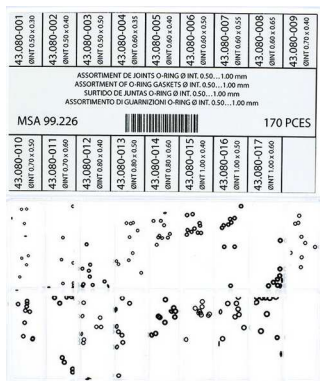 43.080-001 ØINT 0.50 x 0.30
43.080-002 ØINT 0.50 x 0.40
43.080-003 ØINT 0.50 x 0.50
43.080-004 ØINT 0.60 x 0.35
43.080-005 ØINT 0.60 x 0.40
43.080-006 ØINT 0.60 x 0.50
43.080-007 ØINT 0.60 x 0.55
43.080-008 ØINT 0.60 x 0.65
43.080-009 ØINT 0.70 x 0.40
ASSORTIMENT DE JOINTS O-RING Ø INT. 0.50...1.00 mm
ASSORTMENT OF O-RING GASKETS Ø INT. 0.50...1.00 mm
SURTIDO DE JUNTAS O-RING Ø INT. 0.50...1.00 mm
ASSORTIMENTO DI GUARNIZIONI O-RING Ø INT. 0.50...1.00 mm
MSA 99.226
170 PCES
43.080-010 ØINT 0.70 x 0.50
43.080-011 ØINT 0.70 x 0.60
43.080-012 ØINT 0.80 x 0.40
43.080-013 ØINT 0.80 x 0.50
43.080-014 ØINT 0.80 x 0.60
43.080-015 ØINT 1.00 x 0.40
43.080-016 ØINT 1.00 x 0.50
43.080-017 ØINT 1.00 x 0.60